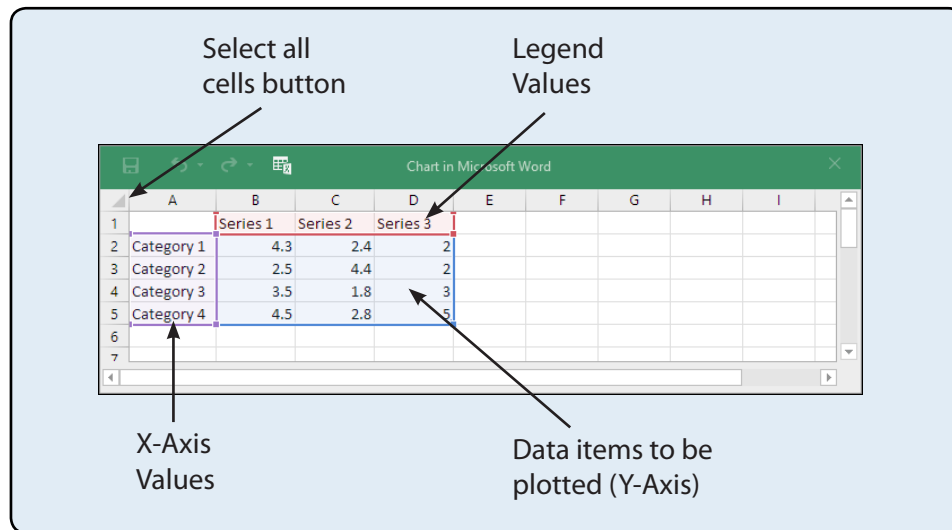 Select all
cells button
Legend
Values
Chart in Microsoft Word
A B C D E F G H I
1 Series 1 Series 2 Series 3
2 Category 1 4.3 2.4 2
3 Category 2 2.5 4.4 2
4 Category 3 3.5 1.8 3
5 Category 4 4.5 2.8 5
6
7
X-Axis
Values
Data items to be
plotted (Y-Axis)